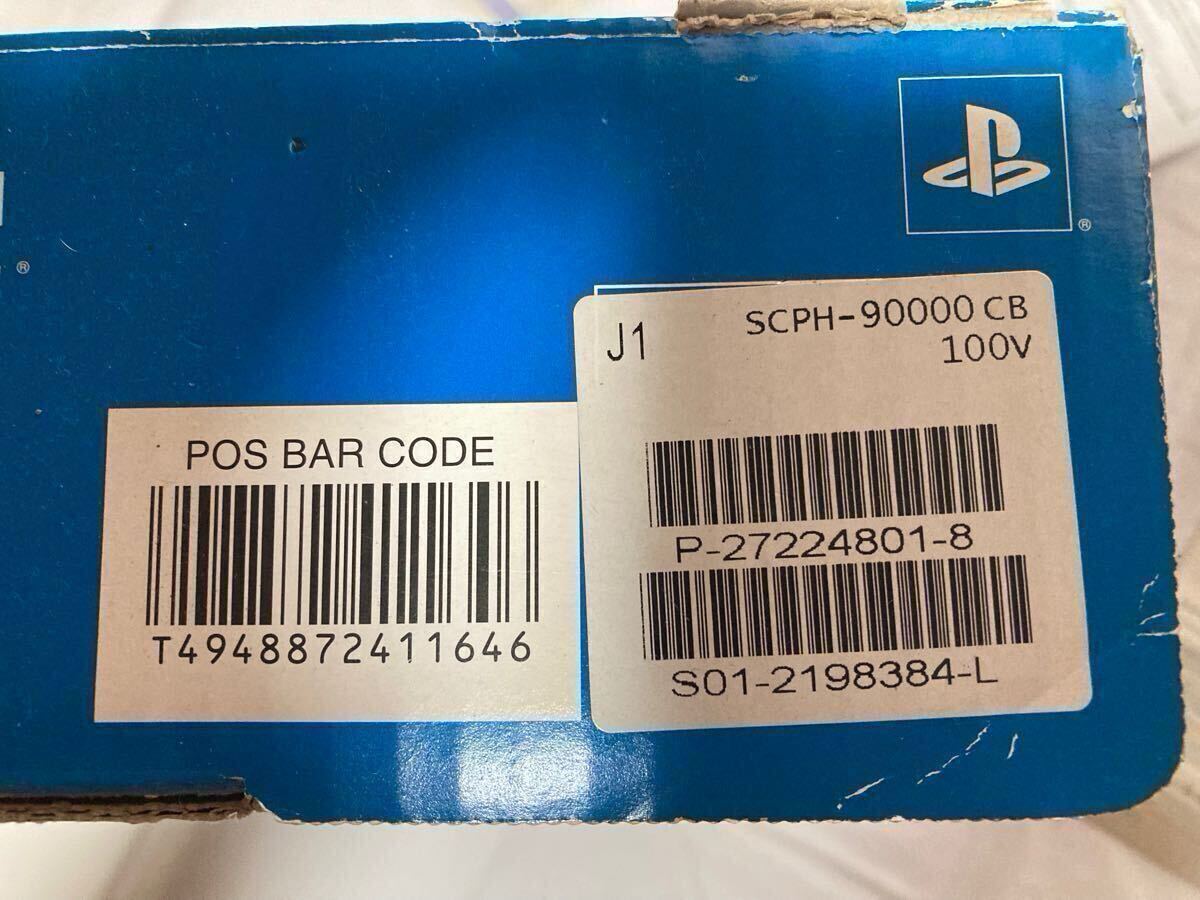 ®
®
J1
SCPH-90000 CB
100V
POS BAR CODE
T4948872411646
P-27224801-8
S01-2198384-L